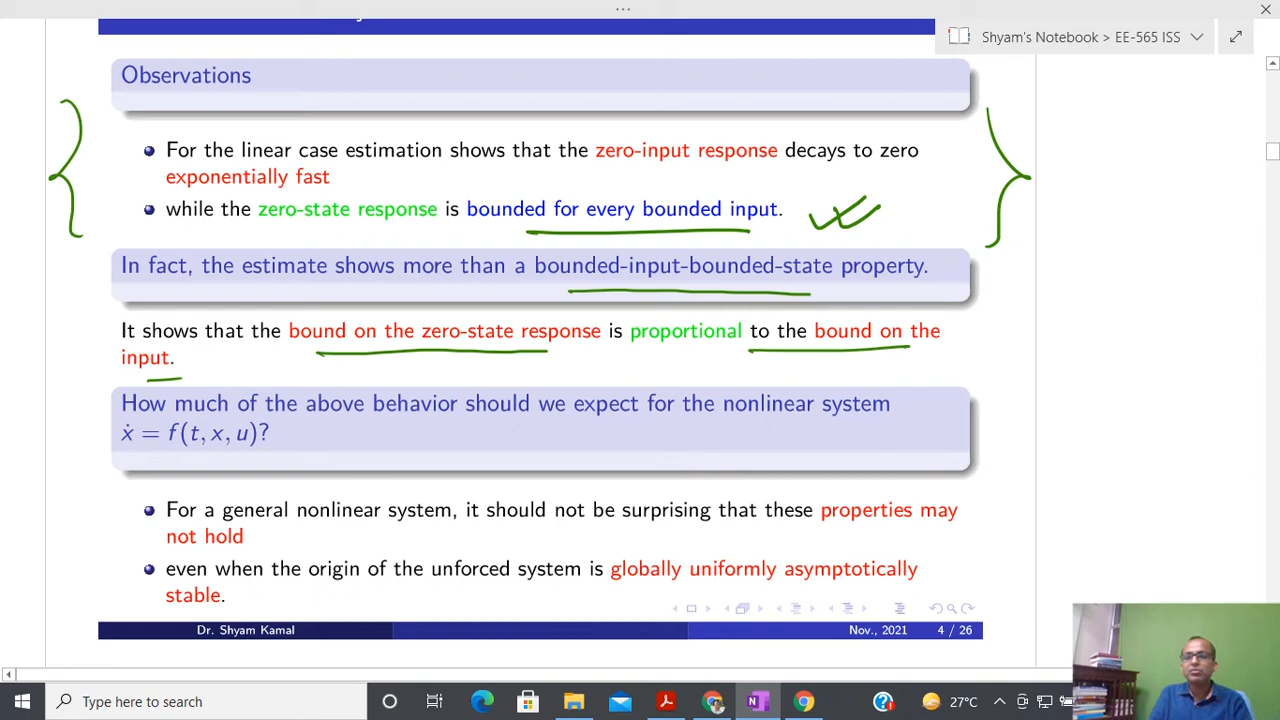 Shyam's Notebook > EE-565 ISS
Observations
For the linear case estimation shows that the zero-input response decays to zero
exponentially fast
while the zero-state response is bounded for every bounded input.
In fact, the estimate shows more than a bounded-input-bounded-state property.
It shows that the bound on the zero-state response is proportional to the bound on the
input.
How much of the above behavior should we expect for the nonlinear system
ẋ = f(t, x, u)?
For a general nonlinear system, it should not be surprising that these properties may
not hold
even when the origin of the unforced system is globally uniformly asymptotically
stable.
Dr. Shyam Kamal Nov., 2021 4 / 26
Type here to search 27°C